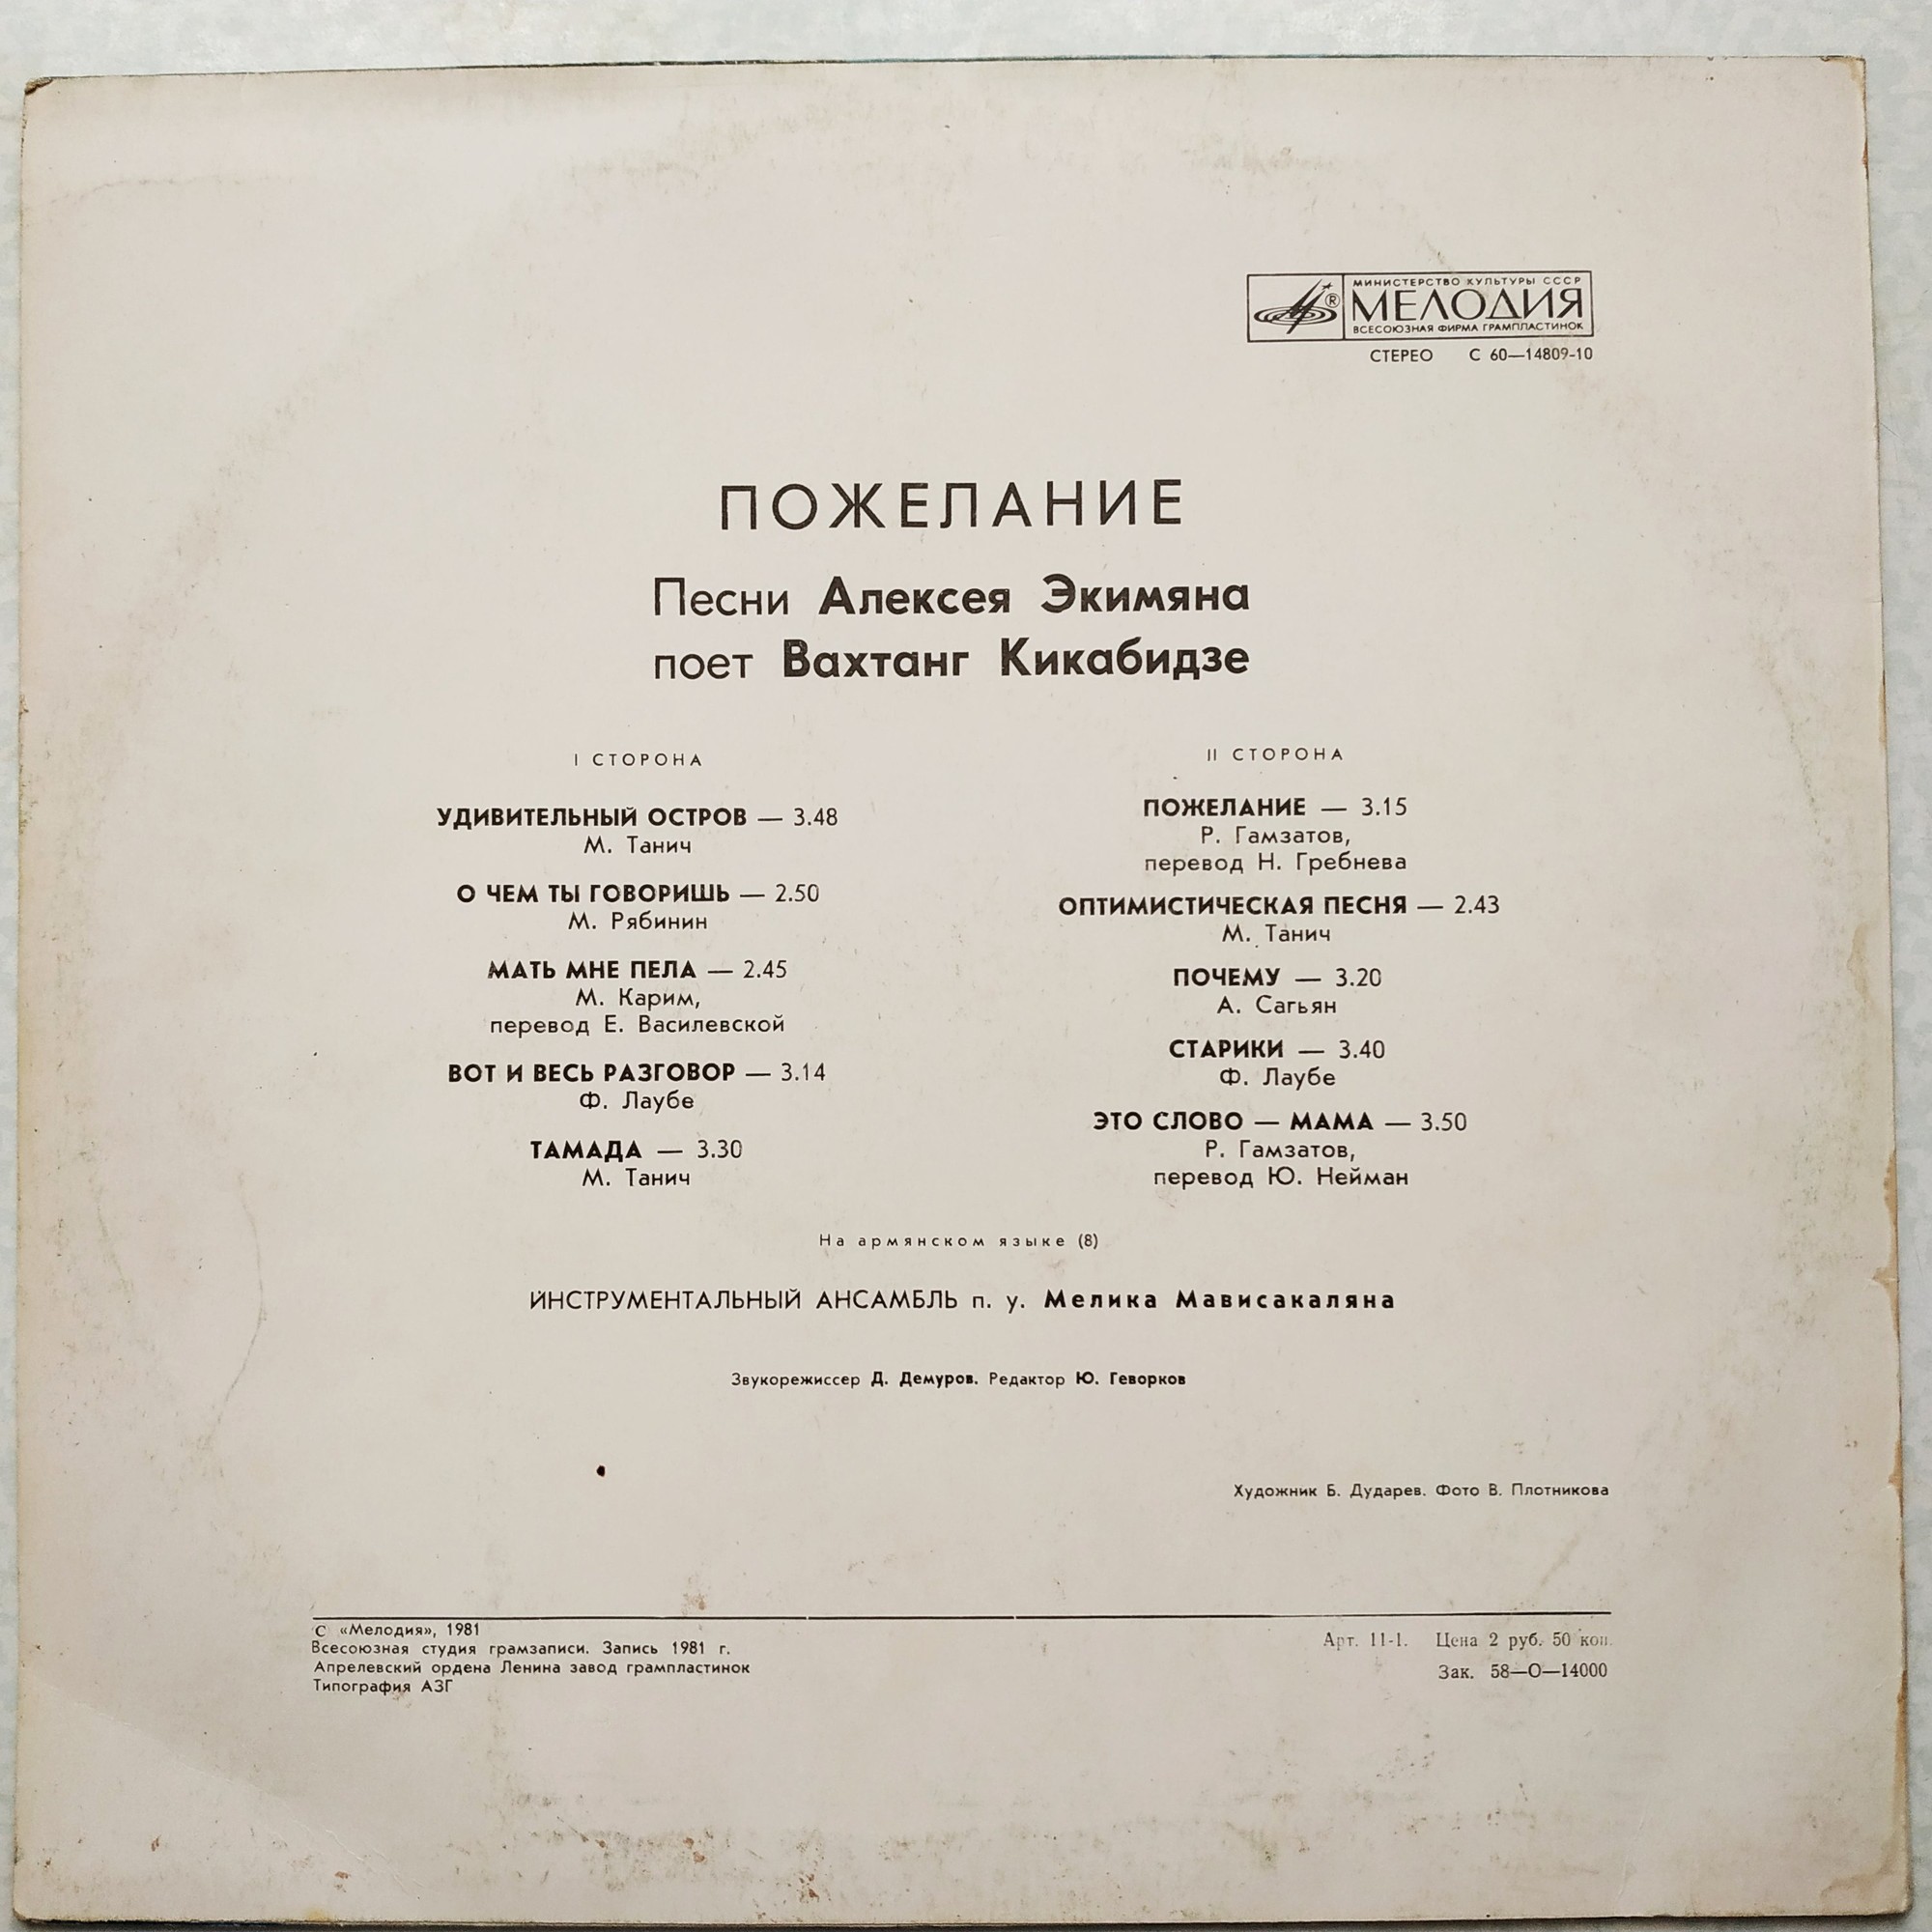 МИНИСТЕРСТВО КУЛЬТУРЫ СССР
МЕЛОДИЯ
ВСЕСОЮЗНАЯ ФИРМА ГРАМПЛАСТИНОК
®
СТЕРЕО С 60—14809-10
ПОЖЕЛАНИЕ
Песни Алексея Экимяна
поет Вахтанг Кикабидзе
I СТОРОНА
УДИВИТЕЛЬНЫЙ ОСТРОВ — 3.48
М. Танич
О ЧЕМ ТЫ ГОВОРИШЬ — 2.50
М. Рябинин
МАТЬ МНЕ ПЕЛА — 2.45
М. Карим,
перевод Е. Василевской
ВОТ И ВЕСЬ РАЗГОВОР — 3.14
Ф. Лаубе
ТАМАДА — 3.30
М. Танич
II СТОРОНА
ПОЖЕЛАНИЕ — 3.15
Р. Гамзатов,
перевод Н. Гребнева
ОПТИМИСТИЧЕСКАЯ ПЕСНЯ — 2.43
М. Танич
ПОЧЕМУ — 3.20
А. Сагьян
СТАРИКИ — 3.40
Ф. Лаубе
ЭТО СЛОВО — МАМА — 3.50
Р. Гамзатов,
перевод Ю. Нейман
На армянском языке (8)
ИНСТРУМЕНТАЛЬНЫЙ АНСАМБЛЬ п. у. Мелика Мависакаляна
Звукорежиссер Д. Демуров. Редактор Ю. Геворков
Художник Б. Дударев. Фото В. Плотникова
С «Мелодия», 1981
Всесоюзная студия грамзаписи. Запись 1981 г.
Апрелевский ордена Ленина завод грампластинок
Типография АЗГ
Арт. 11-1. Цена 2 руб. 50 коп.
Зак. 58—О—14000